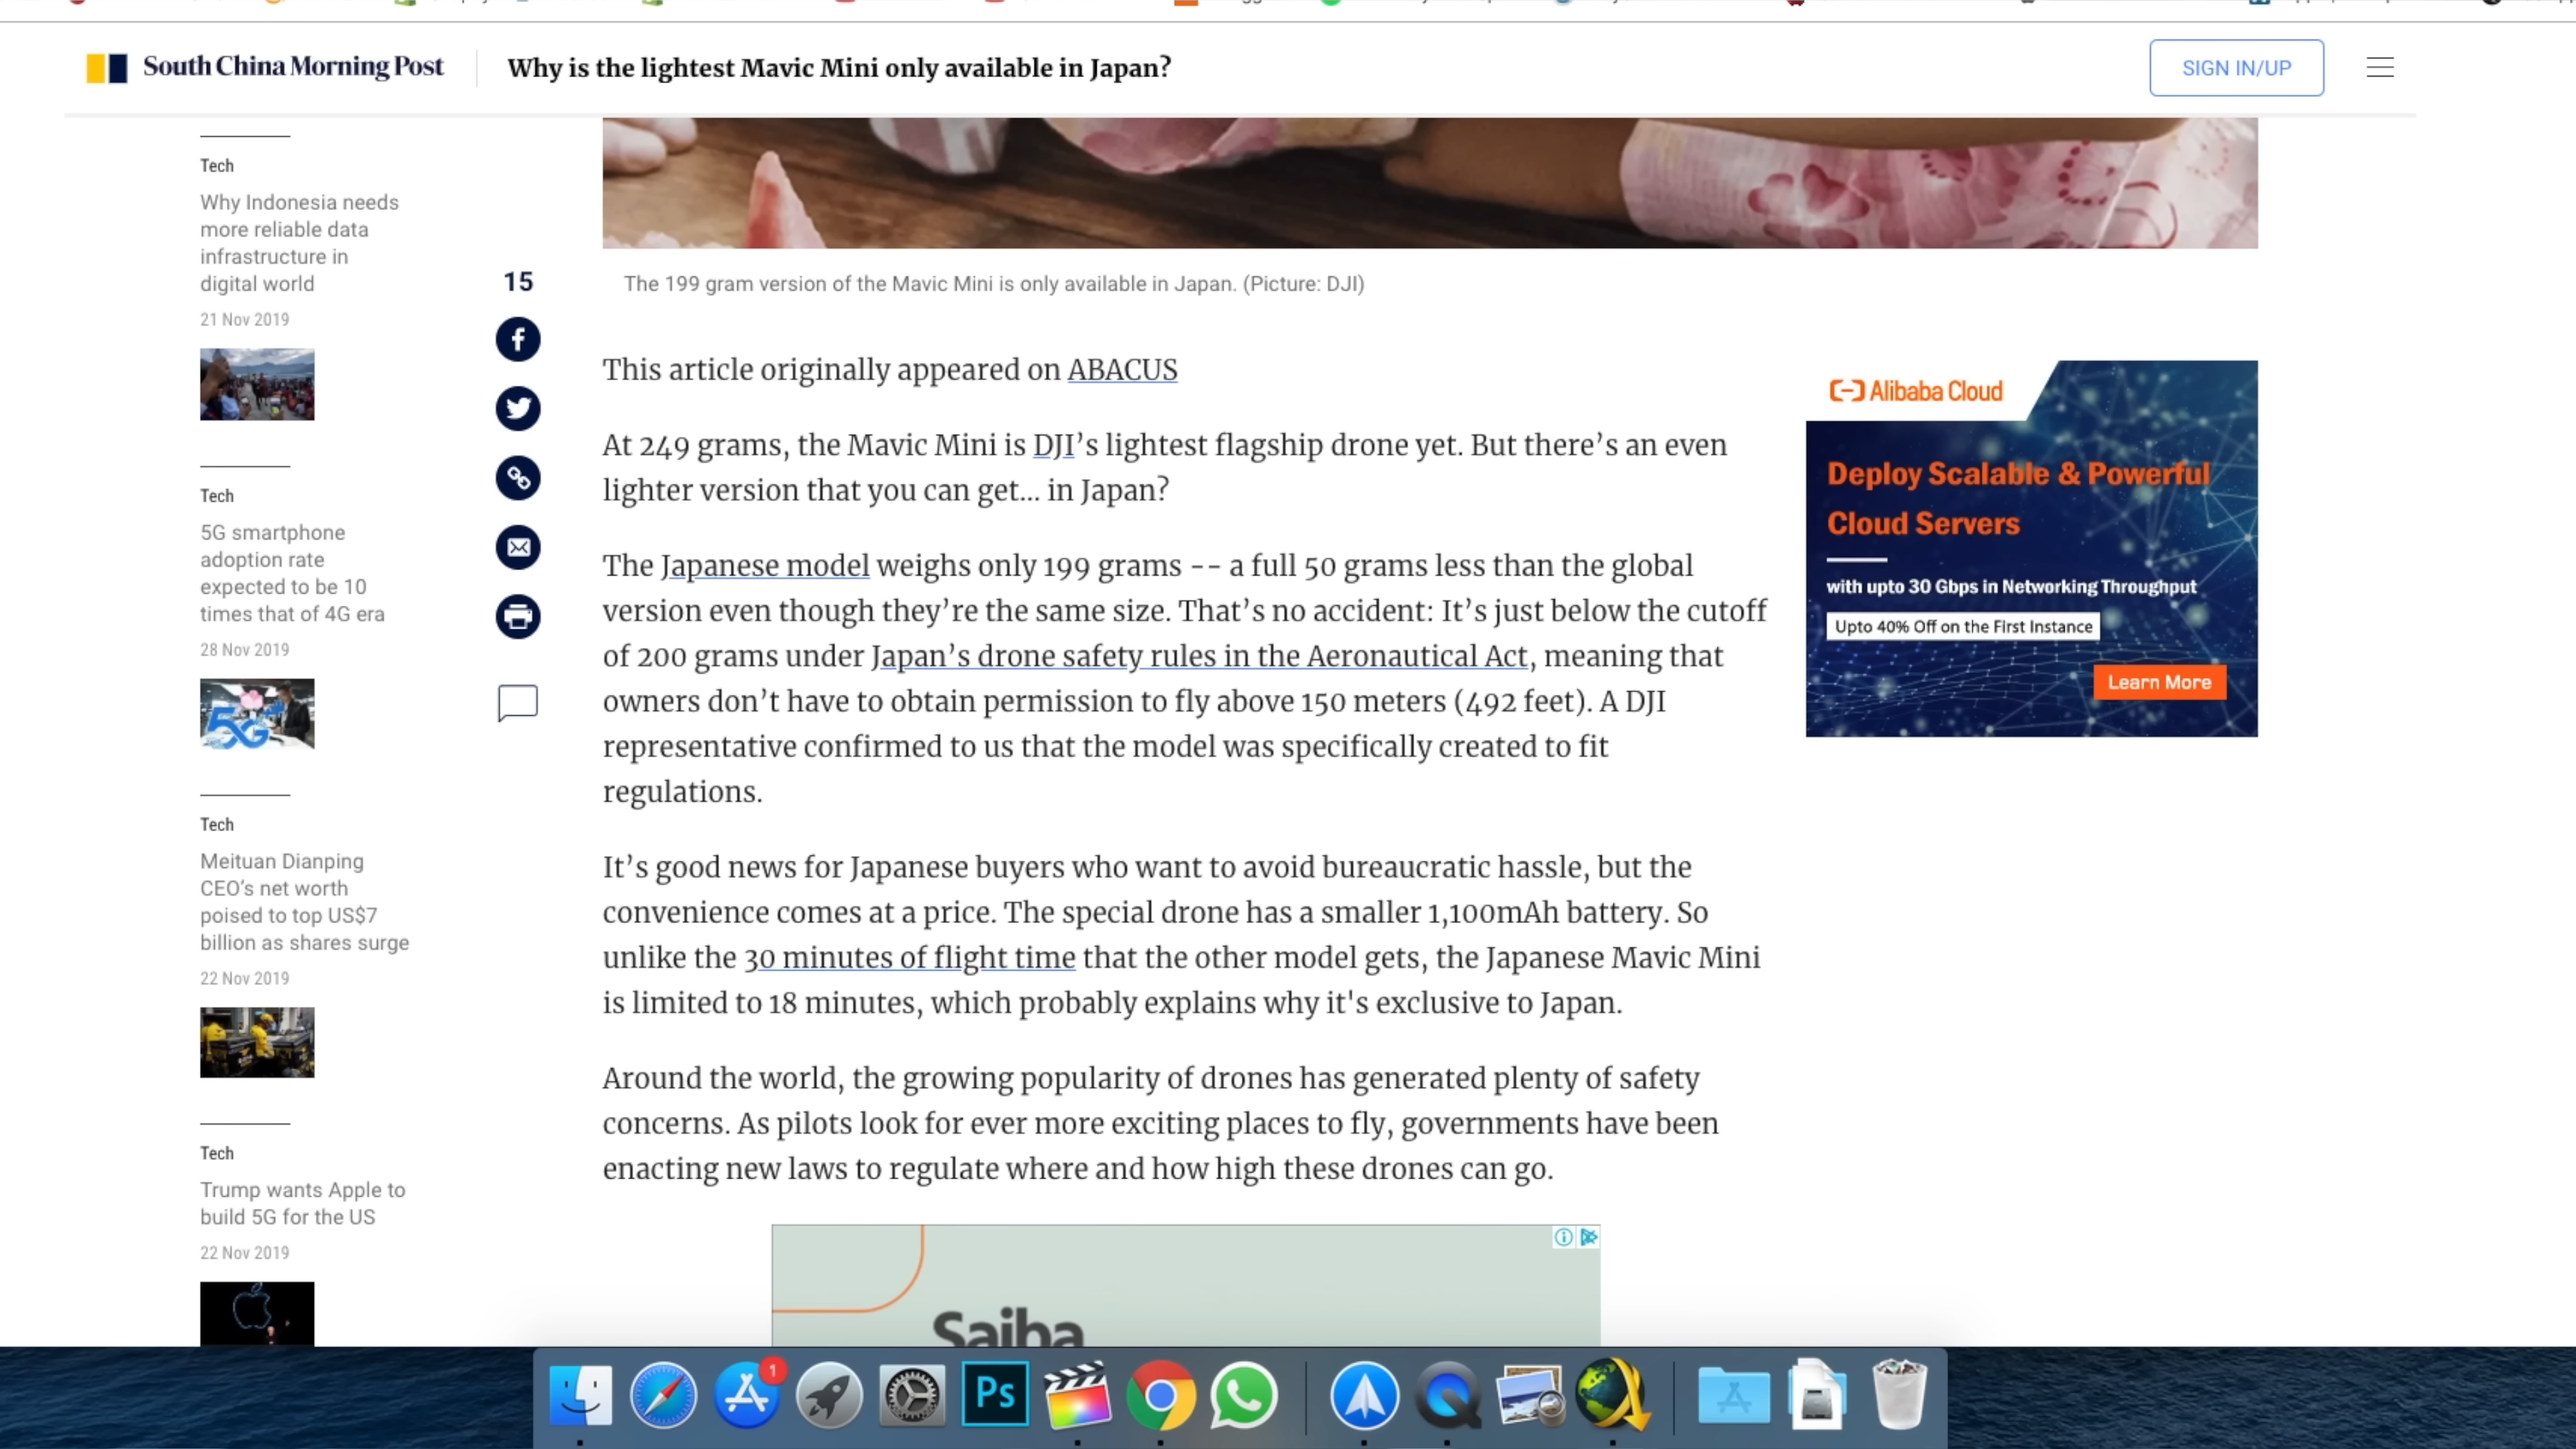 South China Morning Post
Why is the lightest Mavic Mini only available in Japan?
SIGN IN/UP
Tech
Why Indonesia needs
more reliable data
infrastructure in
digital world
21 Nov 2019
Tech
5G smartphone
adoption rate
expected to be 10
times that of 4G era
28 Nov 2019
5G
Tech
Meituan Dianping
CEO’s net worth
poised to top US$7
billion as shares surge
22 Nov 2019
Tech
Trump wants Apple to
build 5G for the US
22 Nov 2019
15
The 199 gram version of the Mavic Mini is only available in Japan. (Picture: DJI)
This article originally appeared on ABACUS
At 249 grams, the Mavic Mini is DJI’s lightest flagship drone yet. But there’s an even
lighter version that you can get... in Japan?
The Japanese model weighs only 199 grams -- a full 50 grams less than the global
version even though they’re the same size. That’s no accident: It’s just below the cutoff
of 200 grams under Japan’s drone safety rules in the Aeronautical Act, meaning that
owners don’t have to obtain permission to fly above 150 meters (492 feet). A DJI
representative confirmed to us that the model was specifically created to fit
regulations.
It’s good news for Japanese buyers who want to avoid bureaucratic hassle, but the
convenience comes at a price. The special drone has a smaller 1,100mAh battery. So
unlike the 30 minutes of flight time that the other model gets, the Japanese Mavic Mini
is limited to 18 minutes, which probably explains why it's exclusive to Japan.
Around the world, the growing popularity of drones has generated plenty of safety
concerns. As pilots look for ever more exciting places to fly, governments have been
enacting new laws to regulate where and how high these drones can go.
Alibaba Cloud
Deploy Scalable & Powerful
Cloud Servers
with upto 30 Gbps in Networking Throughput
Upto 40% Off on the First Instance
Learn More
Saiba
1
Ps